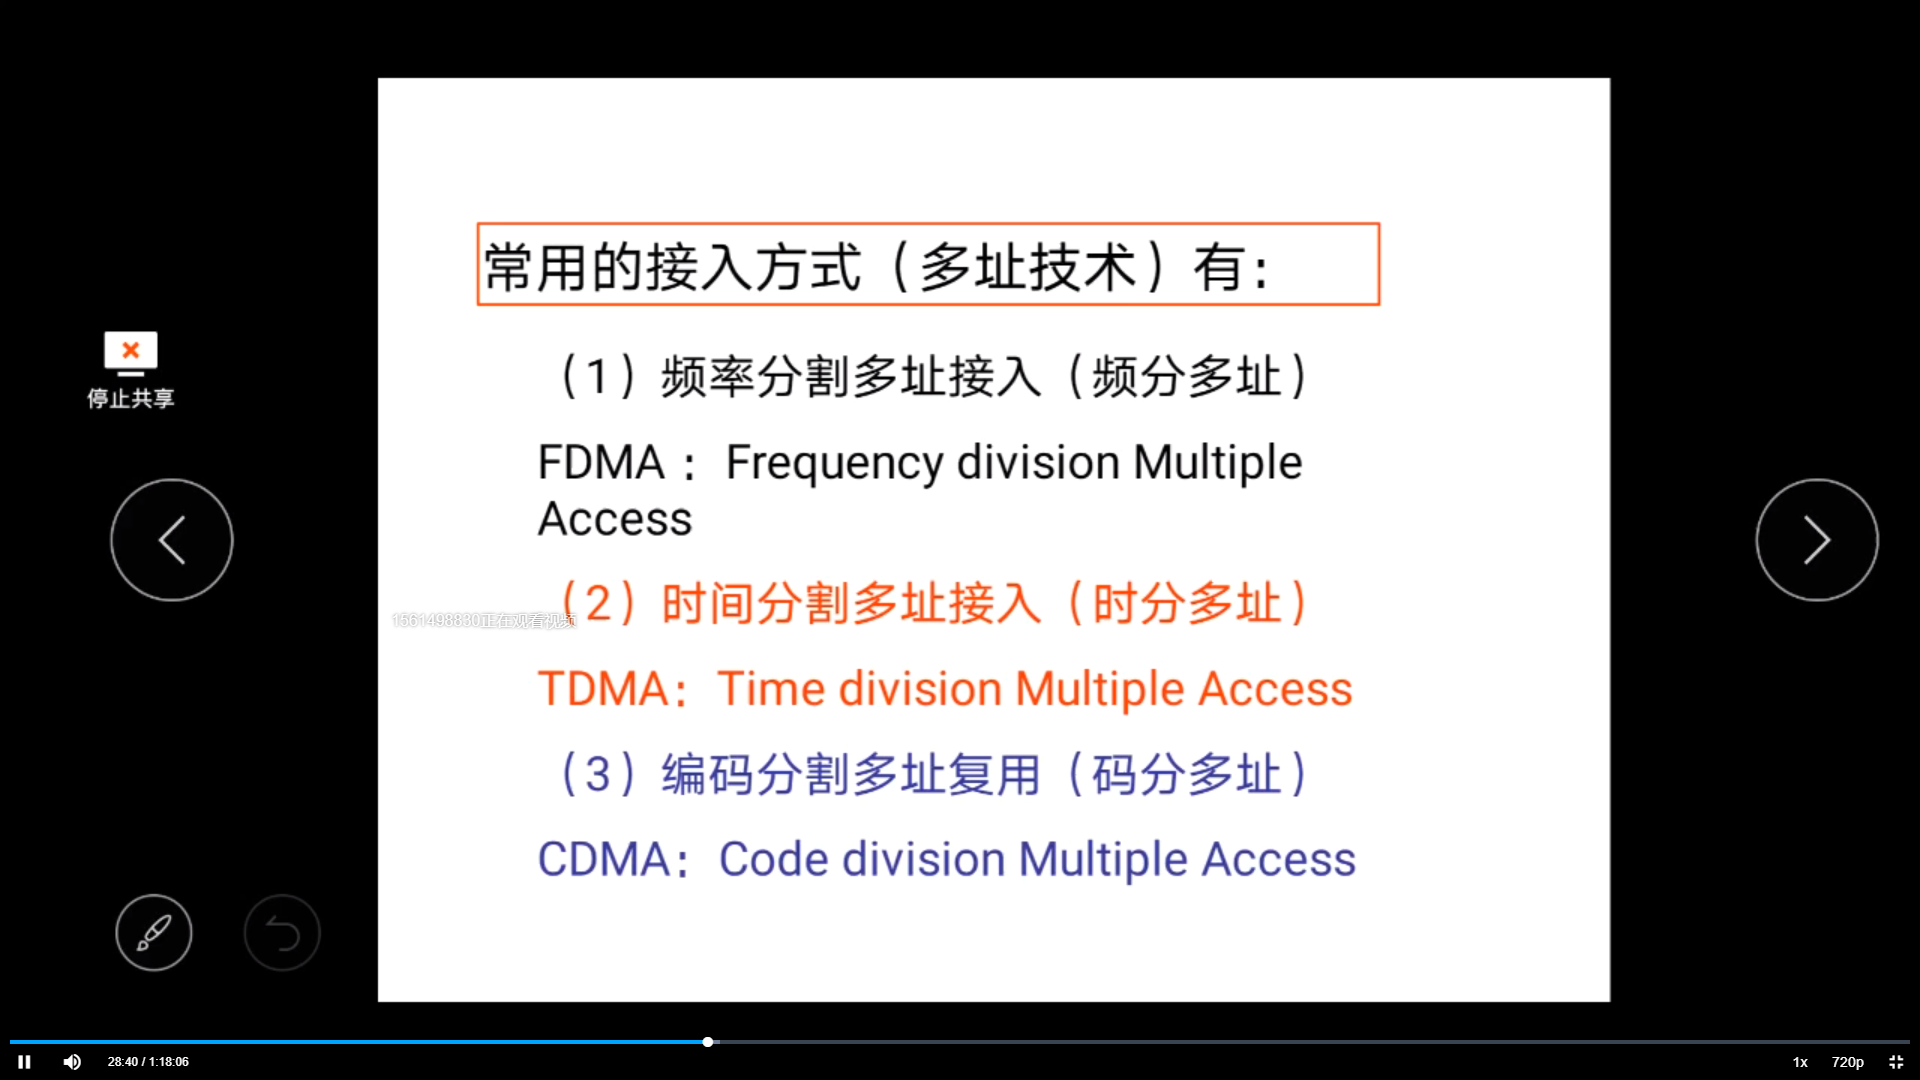 常用的接入方式（多址技术）有：
（1）频率分割多址接入（频分多址）
FDMA ：Frequency division Multiple
Access
停止共享
（2）时间分割多址接入（时分多址）
1561498830正在观看视频
TDMA：Time division Multiple Access
（3）编码分割多址复用（码分多址）
CDMA：Code division Multiple Access
28:40 / 1:18:06
1x
720p